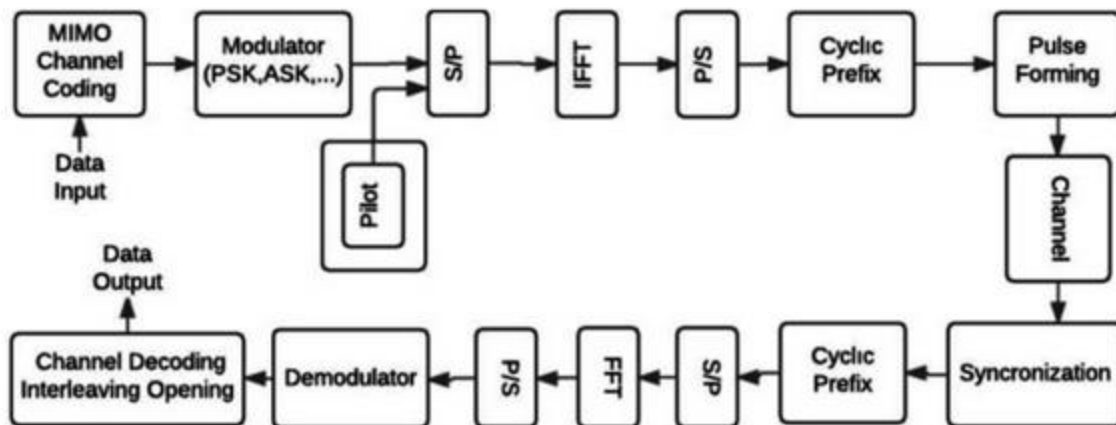 MIMO
Channel
Coding
Modulator
(PSK,ASK,...)
S/P
IFFT
P/S
Cyclic
Prefix
Pulse
Forming
Data
Input
Pilot
Channel
Data
Output
Channel Decoding
Interleaving Opening
Demodulator
P/S
FFT
S/P
Cyclic
Prefix
Syncronization